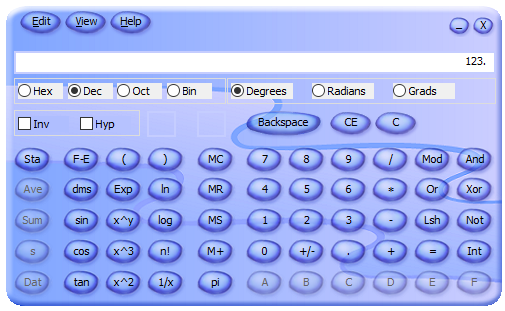 Edit View Help _ X
123.
Hex Dec Oct Bin Degrees Radians Grads
Inv Hyp Backspace CE C
Sta F-E ( ) MC 7 8 9 / Mod And
Ave dms Exp ln MR 4 5 6 * Or Xor
Sum sin x^y log MS 1 2 3 - Lsh Not
s cos x^3 n! M+ 0 +/- . + = Int
Dat tan x^2 1/x pi A B C D E F